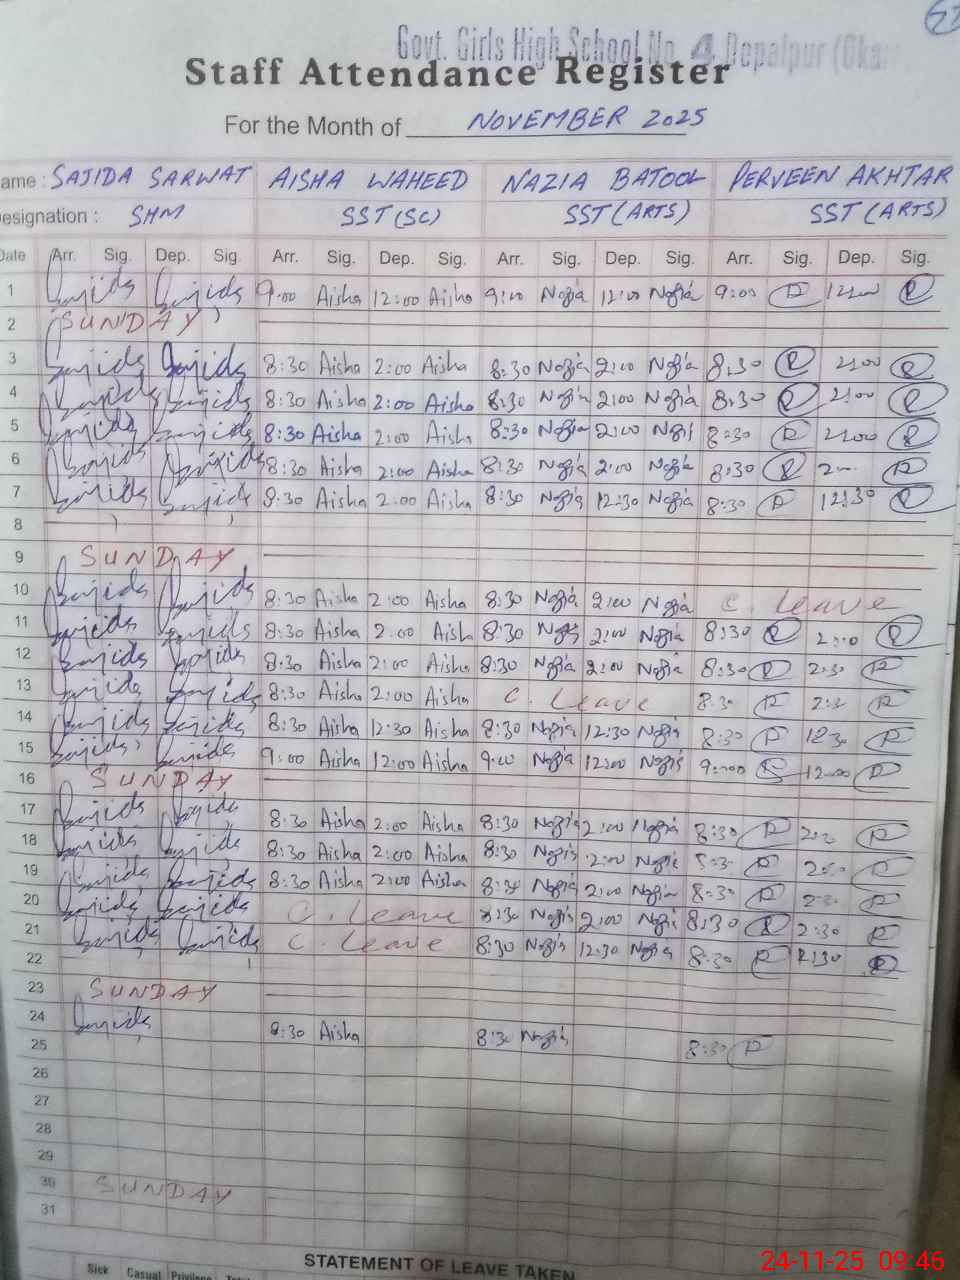 Govt. Girls High School No. 4 Depalpur (Okar
Staff Attendance Register
For the Month of NOVEMBER 2025
ame : SAJIDA SARWAT AISHA WAHEED NAZIA BATOOL PERVEEN AKHTAR
esignation : SHM SST(SC) SST(ARTS) SST(ARTS)
Date Arr. Sig. Dep. Sig. Arr. Sig. Dep. Sig. Arr. Sig. Dep. Sig. Arr. Sig. Dep. Sig.
1 Sajida Sajida 9:00 Aisha 12:00 Aisha 9:00 Nazia 12:00 Nazia 9:00 12:00
2 SUNDAY
3 Sajida Sajida 8:30 Aisha 2:00 Aisha 8:30 Nazia 2:00 Nazia 8:30 2:00
4 Sajida Sajida 8:30 Aisha 2:00 Aisha 8:30 Nazia 2:00 Nazia 8:30 2:00
5 Sajida Sajida 8:30 Aisha 2:00 Aisha 8:30 Nazia 2:00 Nazia 8:30 2:00
6 Sajida Sajida 8:30 Aisha 2:00 Aisha 8:30 Nazia 2:00 Nazia 8:30
7 Sajida Sajida 8:30 Aisha 2:00 Aisha 8:30 Nazia 12:30 Nazia 8:30 12:30
8
9 SUNDAY
10 Sajida Sajida 8:30 Aisha 2:00 Aisha 8:30 Nazia 2:00 Nazia C. Leave
11 Sajida Sajida 8:30 Aisha 2:00 Aisha 8:30 Nazia 2:00 Nazia 8:30
12 Sajida Sajida 8:30 Aisha 2:00 Aisha 8:30 Nazia 2:00 Nazia 8:30 2:30
13 Sajida Sajida 8:30 Aisha 2:00 Aisha C. Leave
14 Sajida Sajida 8:30 Aisha 12:30 Aisha 8:30 Nazia 12:30 Nazia 8:30 12:30
15 Sajida Sajida 9:00 Aisha 12:00 Aisha 9:00 Nazia 12:00 Nazia 9:00 12:00
16 SUNDAY
17 Sajida Sajida 8:30 Aisha 2:00 Aisha 8:30 Nazia 2:00 Nazia 8:30
18 Sajida Sajida 8:30 Aisha 2:00 Aisha 8:30 Nazia 2:00 Nazia
19 Sajida Sajida 8:30 Aisha 2:00 Aisha 8:30 Nazia 2:00 Nazia 8:30
20 Sajida Sajida C. Leave 8:30 Nazia 2:00 Nazia 8:30 2:30
21 Sajida Sajida C. Leave 8:30 Nazia 12:30 Nazia 8:30 12:30
22
23 SUNDAY
24 Sajida 8:30 Aisha 8:30 Nazia 8:30
25
26
27
28
29
30 SUNDAY
31
STATEMENT OF LEAVE TAKEN
Sick Casual Privilege
24-11-25 09:46